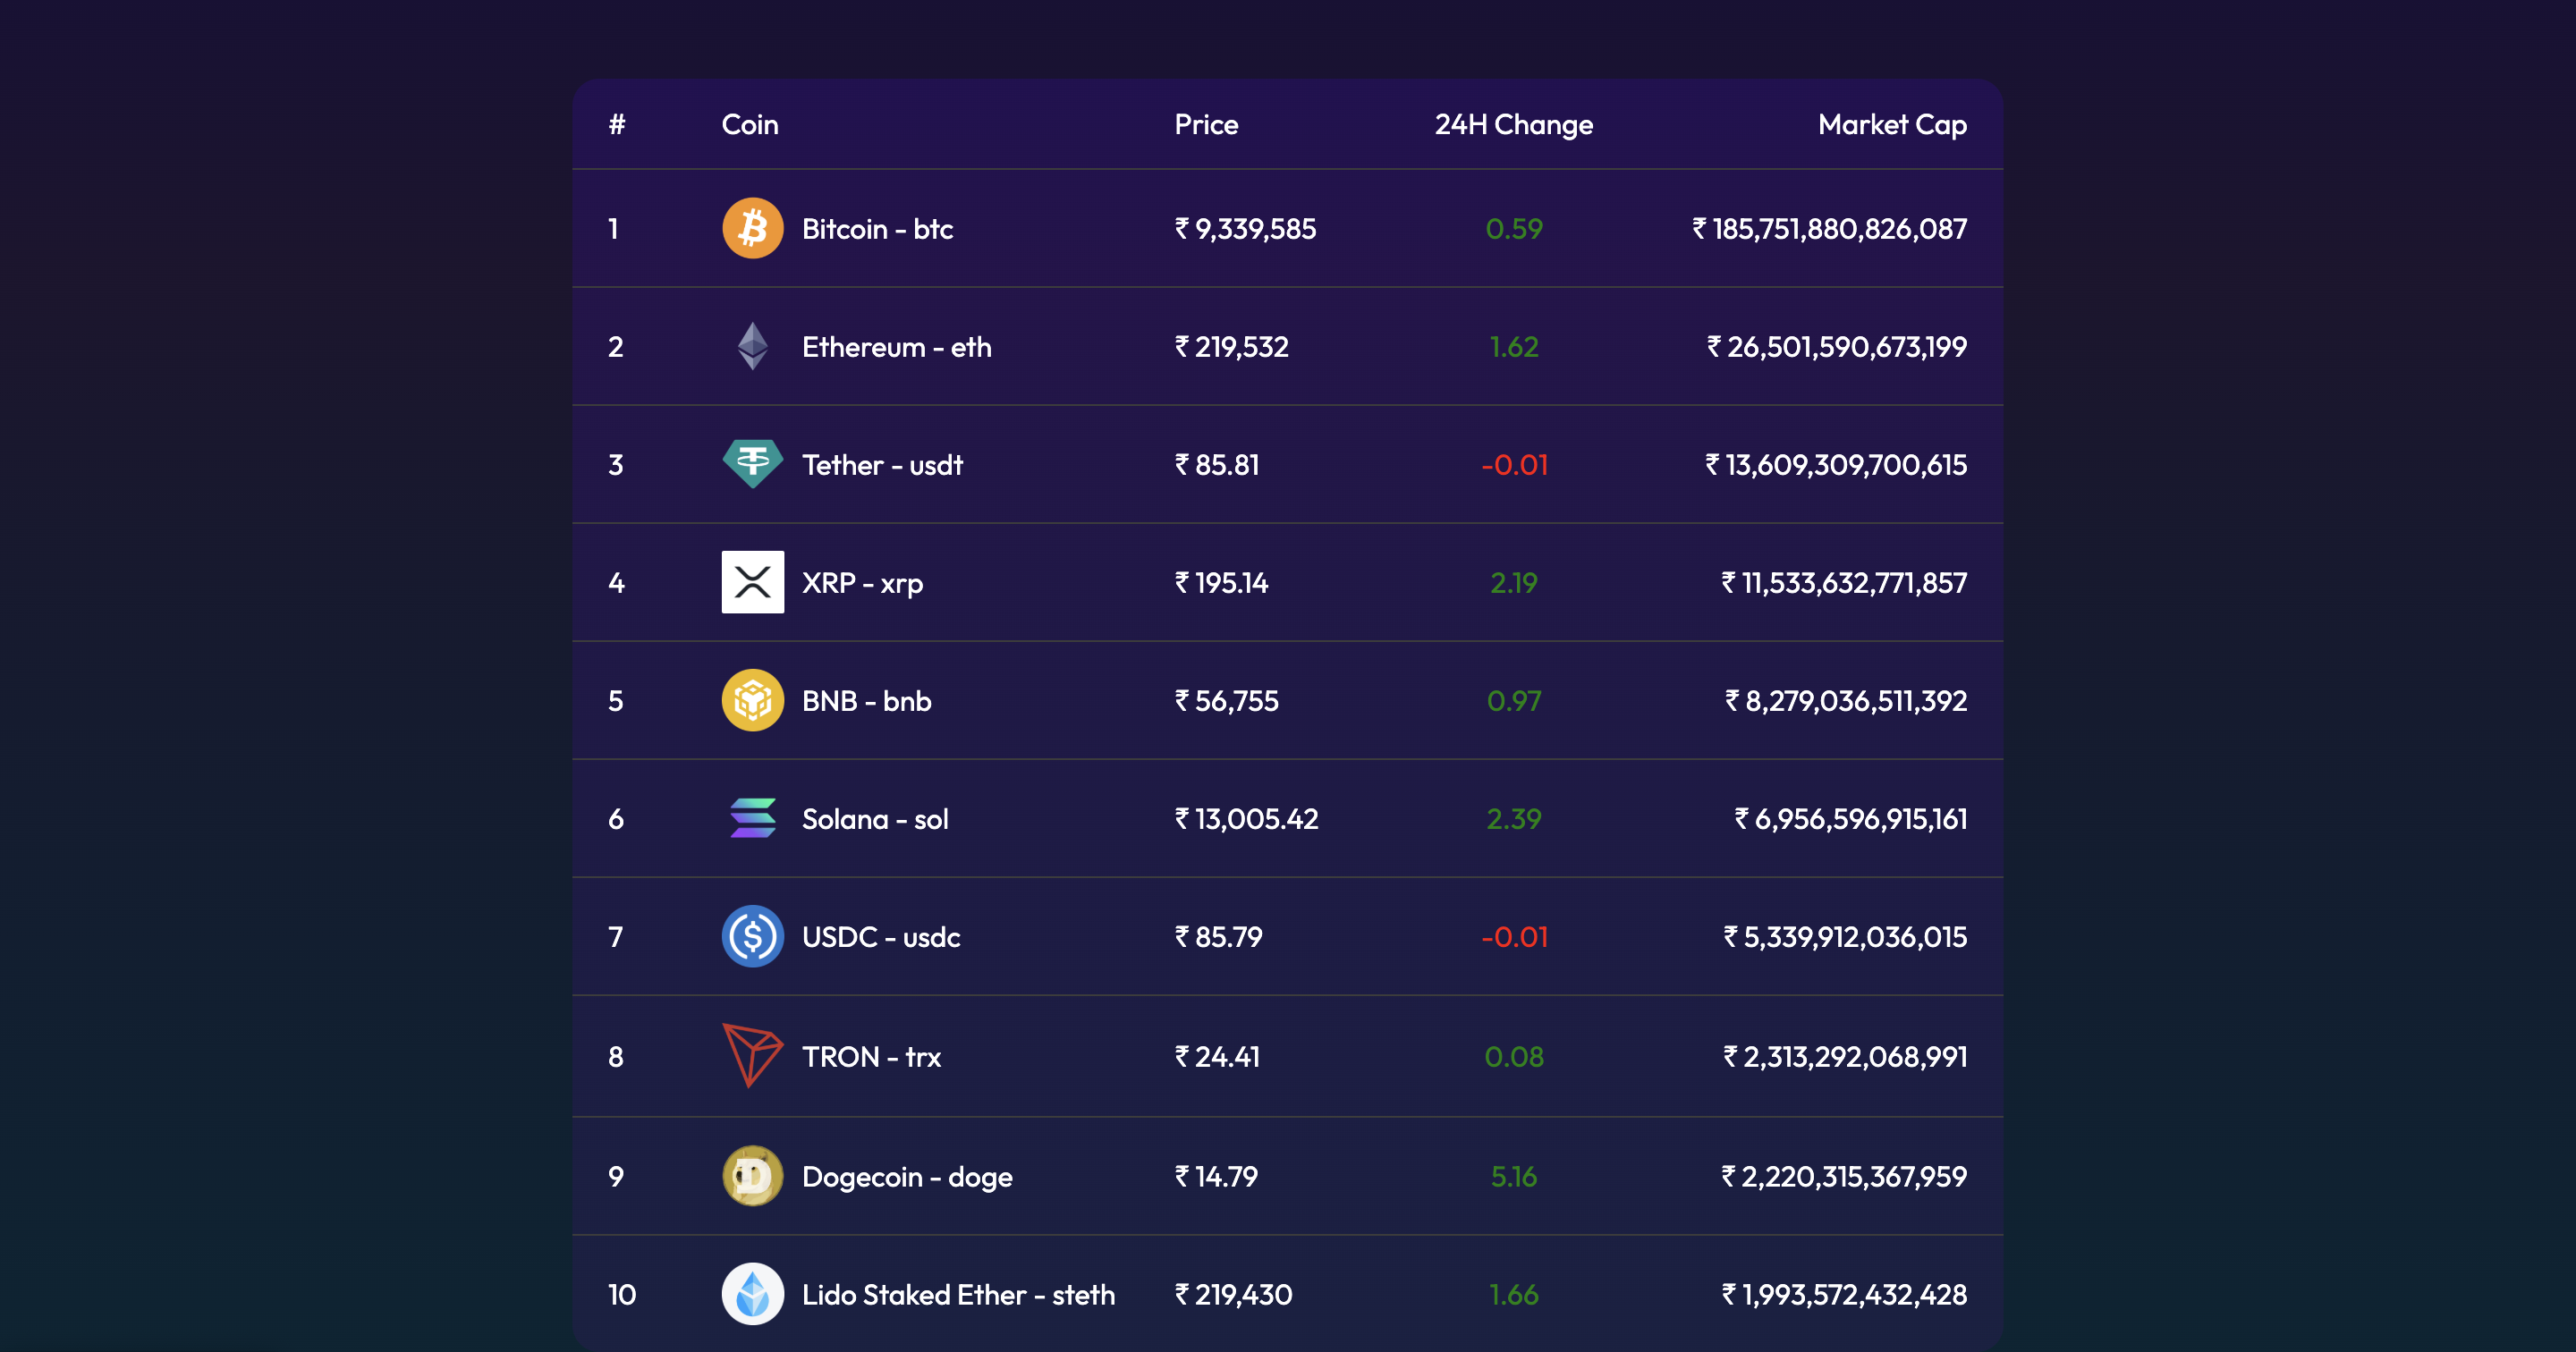 # Coin Price 24H Change Market Cap
1 Bitcoin - btc ₹ 9,339,585 0.59 ₹ 185,751,880,826,087
2 Ethereum - eth ₹ 219,532 1.62 ₹ 26,501,590,673,199
3 Tether - usdt ₹ 85.81 -0.01 ₹ 13,609,309,700,615
4 XRP - xrp ₹ 195.14 2.19 ₹ 11,533,632,771,857
5 BNB - bnb ₹ 56,755 0.97 ₹ 8,279,036,511,392
6 Solana - sol ₹ 13,005.42 2.39 ₹ 6,956,596,915,161
7 USDC - usdc ₹ 85.79 -0.01 ₹ 5,339,912,036,015
8 TRON - trx ₹ 24.41 0.08 ₹ 2,313,292,068,991
9 Dogecoin - doge ₹ 14.79 5.16 ₹ 2,220,315,367,959
10 Lido Staked Ether - steth ₹ 219,430 1.66 ₹ 1,993,572,432,428